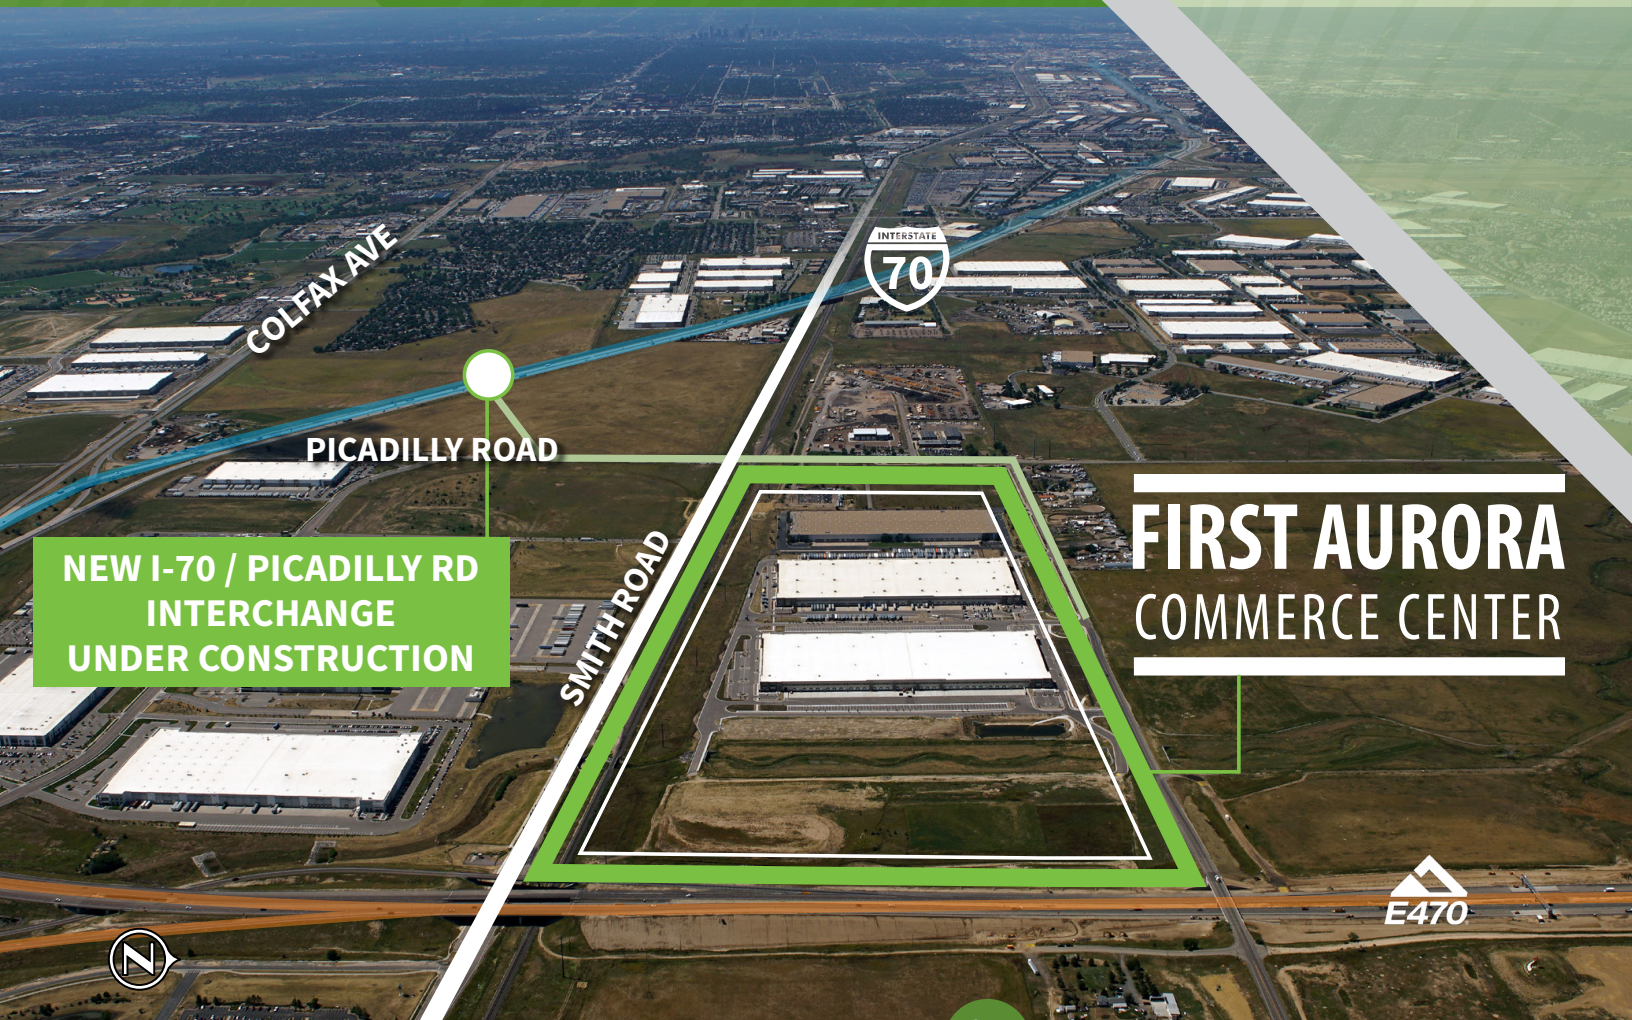 COLFAX AVE
INTERSTATE
70
PICADILLY ROAD
NEW I-70 / PICADILLY RD
INTERCHANGE
UNDER CONSTRUCTION
SMITH ROAD
FIRST AURORA
COMMERCE CENTER
E470
N